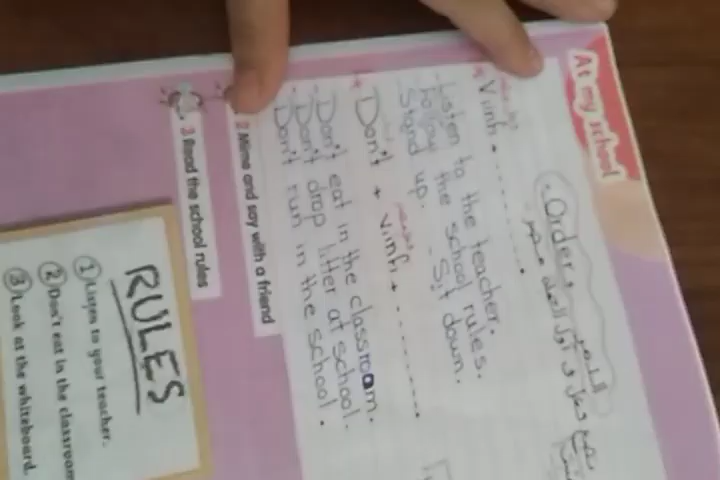 At my school
Order
V inf + .........
- Listen to the teacher.
- follow the school rules.
- Stand up. - Sit down.
Don't + V inf + .........
- Don't eat in the classroom.
- Don't drop litter at school.
- Don't run in the school.
2 Mime and say with a friend
3 Read the school rules
RULES
1 Listen to your teacher.
2 Don't eat in the classroom
3 Look at the whiteboard.